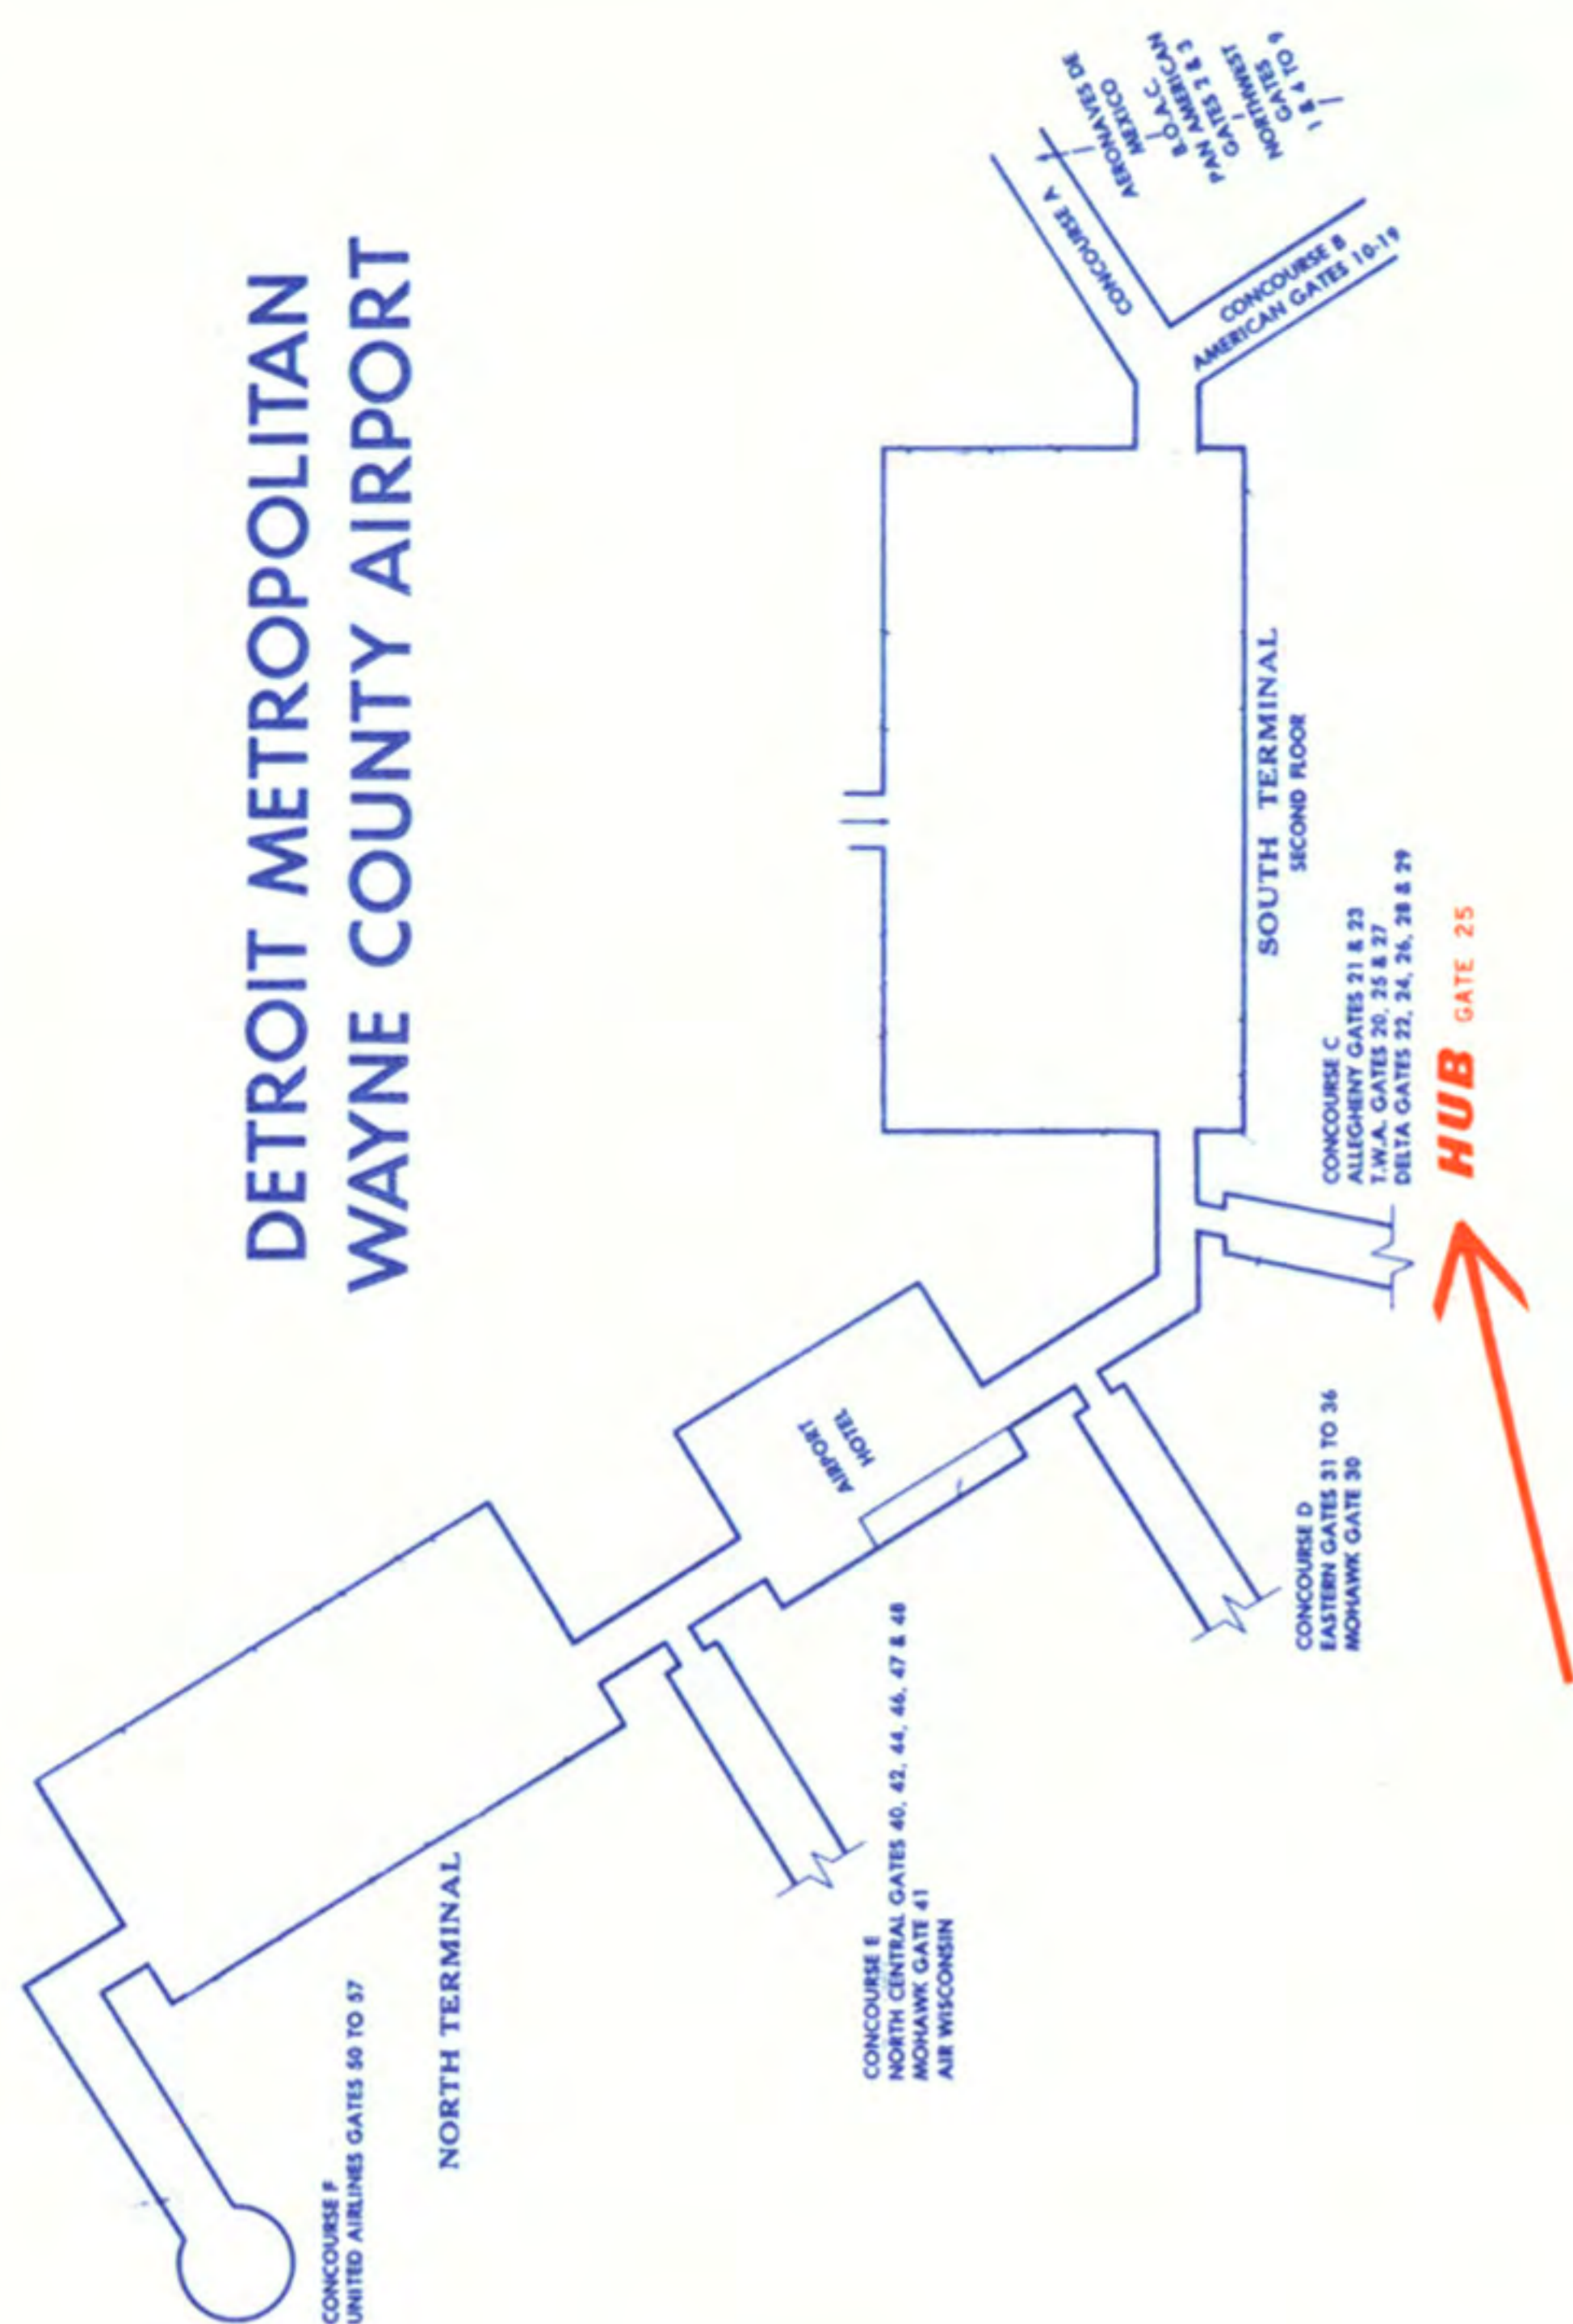 DETROIT METROPOLITAN
WAYNE COUNTY AIRPORT
CONCOURSE F
UNITED AIRLINES GATES 50 TO 57
NORTH TERMINAL
CONCOURSE E
NORTH CENTRAL GATES 40, 42, 44, 46, 47 & 48
MOHAWK GATE 41
AIR WISCONSIN
AIRPORT
HOTEL
CONCOURSE D
EASTERN GATES 31 TO 36
MOHAWK GATE 30
CONCOURSE C
ALLEGHENY GATES 21 & 23
T.W.A. GATES 20, 25 & 27
DELTA GATES 22, 24, 26, 28 & 29
HUB GATE 25
SOUTH TERMINAL
SECOND FLOOR
CONCOURSE A
AERONAVES DE
MEXICO
B.O.A.C.
PAN AMERICAN
GATES 2 & 3
NORTHWEST
GATES
1 & 4 TO 9
CONCOURSE B
AMERICAN GATES 10-19